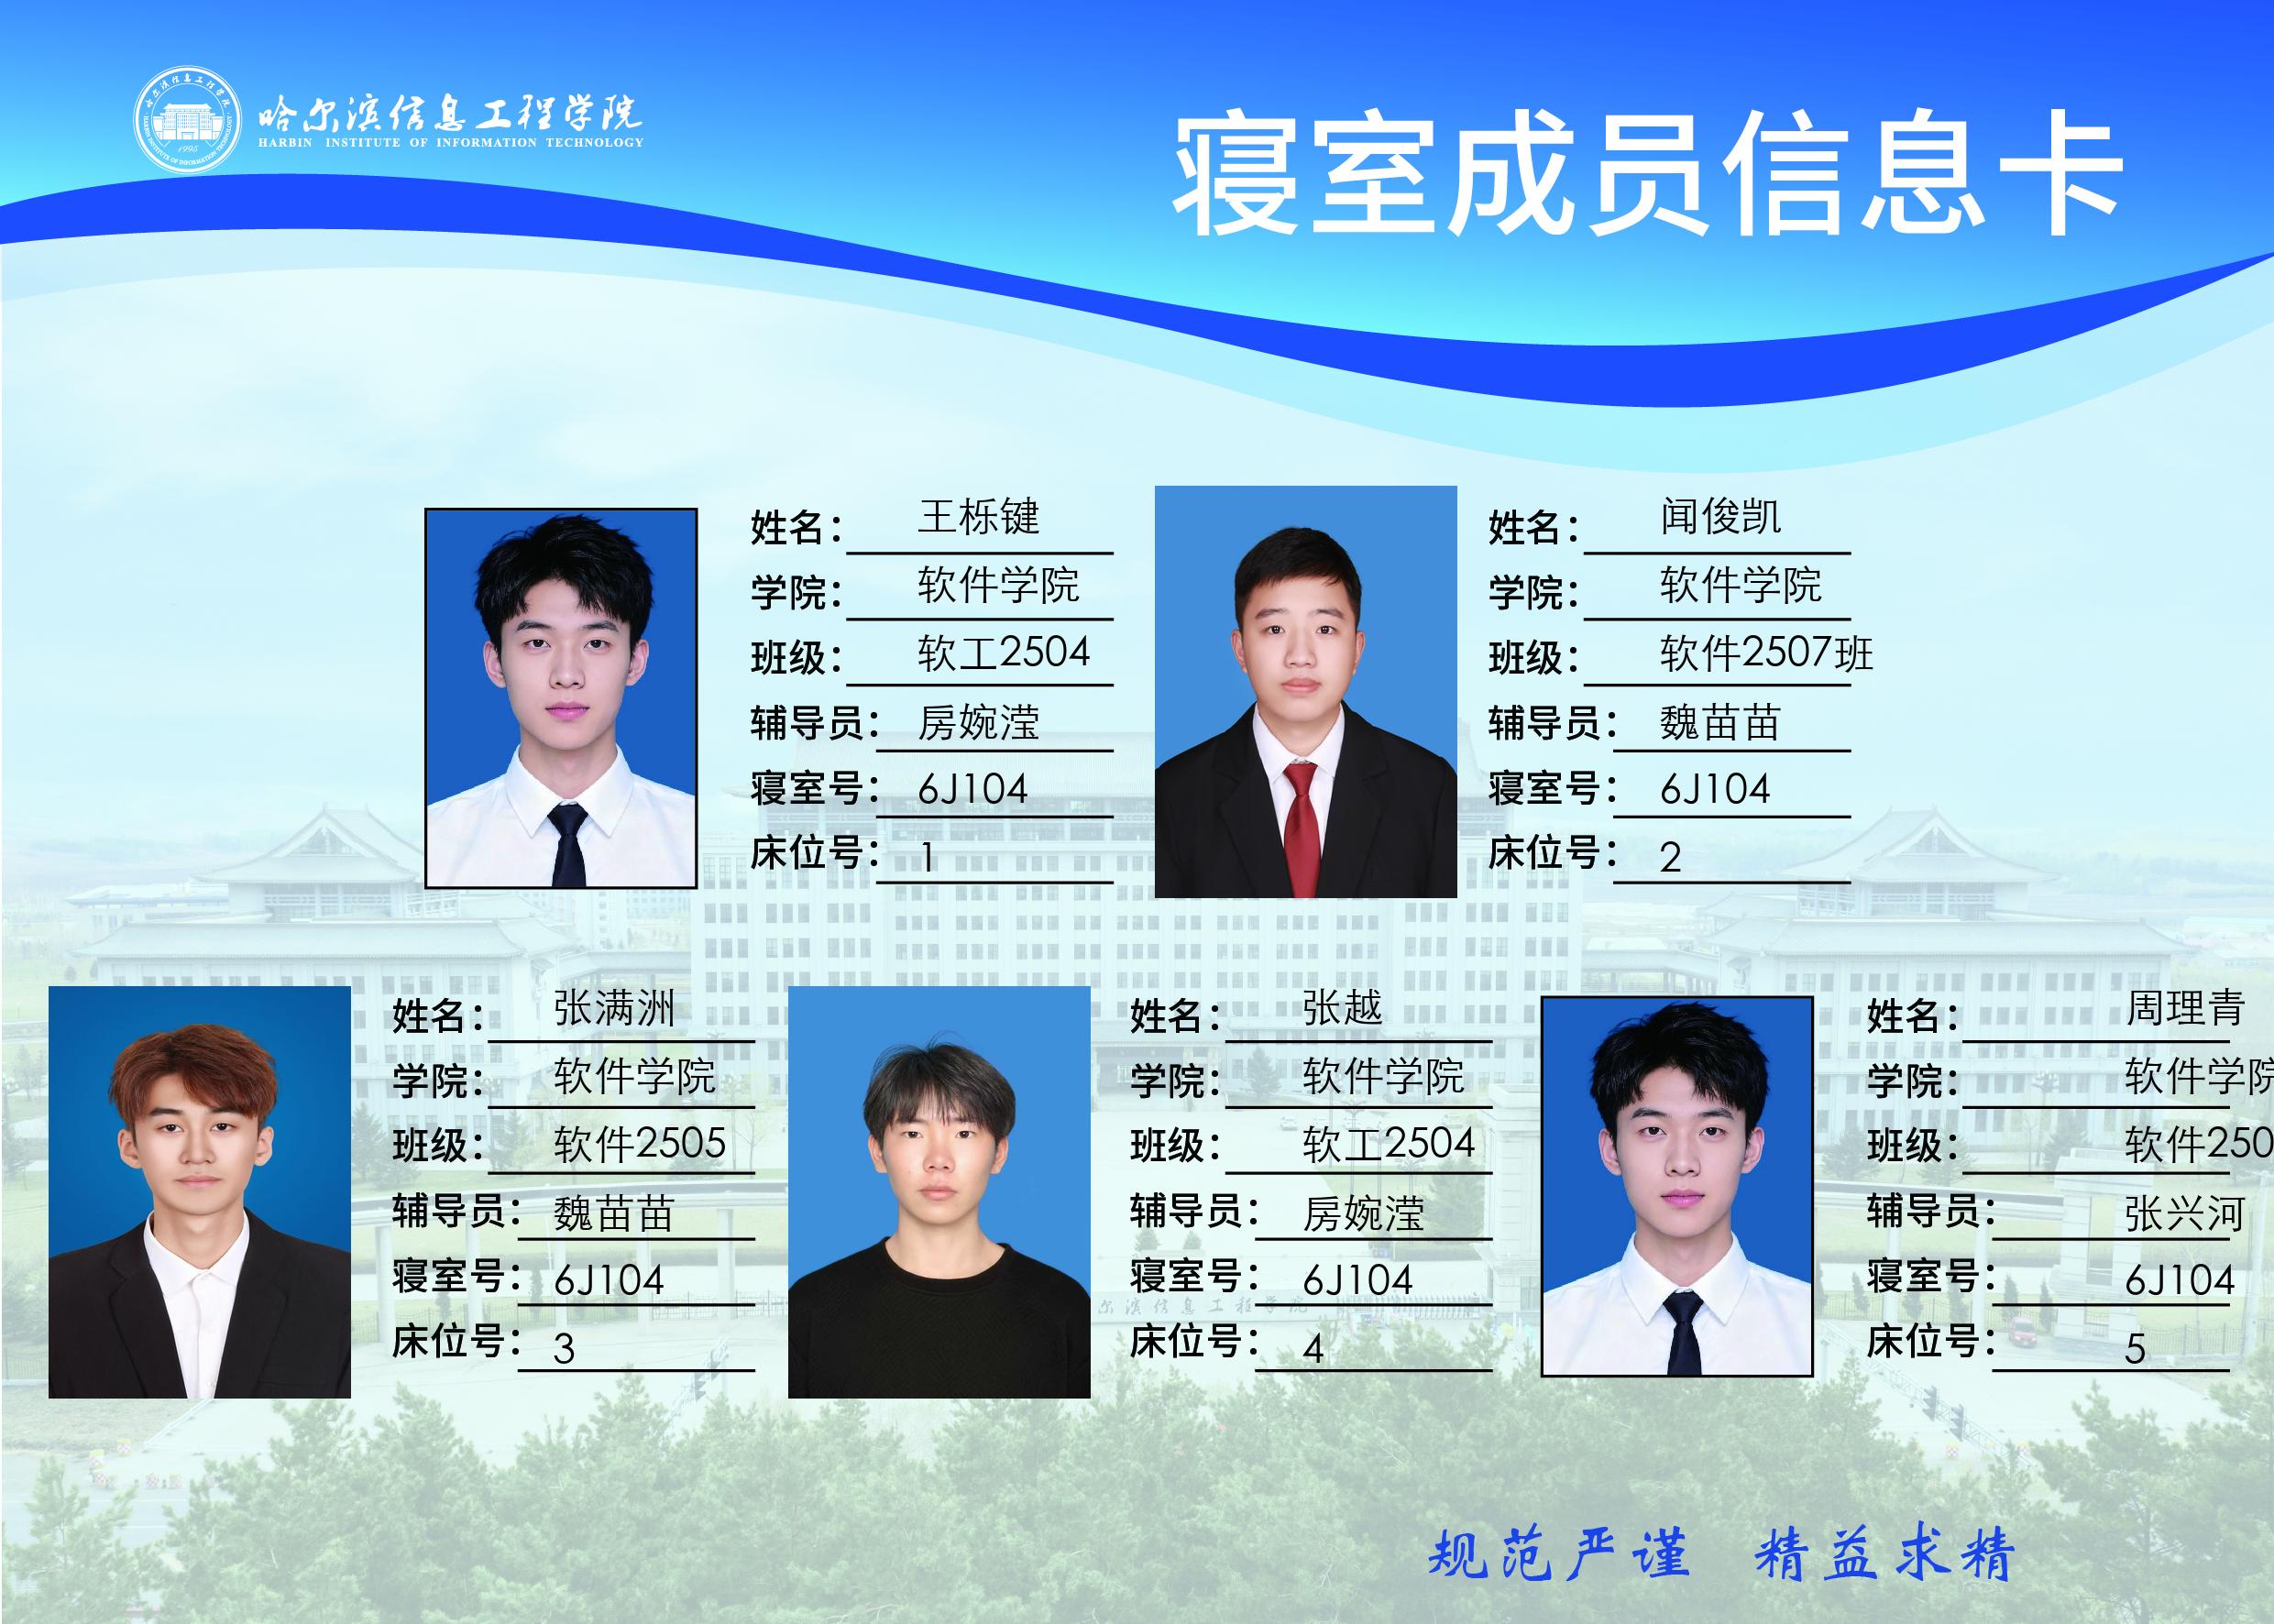 哈尔滨信息工程学院
HARBIN INSTITUTE OF INFORMATION TECHNOLOGY
寝室成员信息卡
姓名：王栎键
学院：软件学院
班级：软工2504
辅导员：房婉滢
寝室号：6J104
床位号：1
姓名：闻俊凯
学院：软件学院
班级：软件2507班
辅导员：魏苗苗
寝室号：6J104
床位号：2
姓名：张满洲
学院：软件学院
班级：软件2505
辅导员：魏苗苗
寝室号：6J104
床位号：3
姓名：张越
学院：软件学院
班级：软工2504
辅导员：房婉滢
寝室号：6J104
床位号：4
姓名：周理青
学院：软件学院
班级：软件250
辅导员：张兴河
寝室号：6J104
床位号：5
尔滨信息工程学院
规范严谨 精益求精